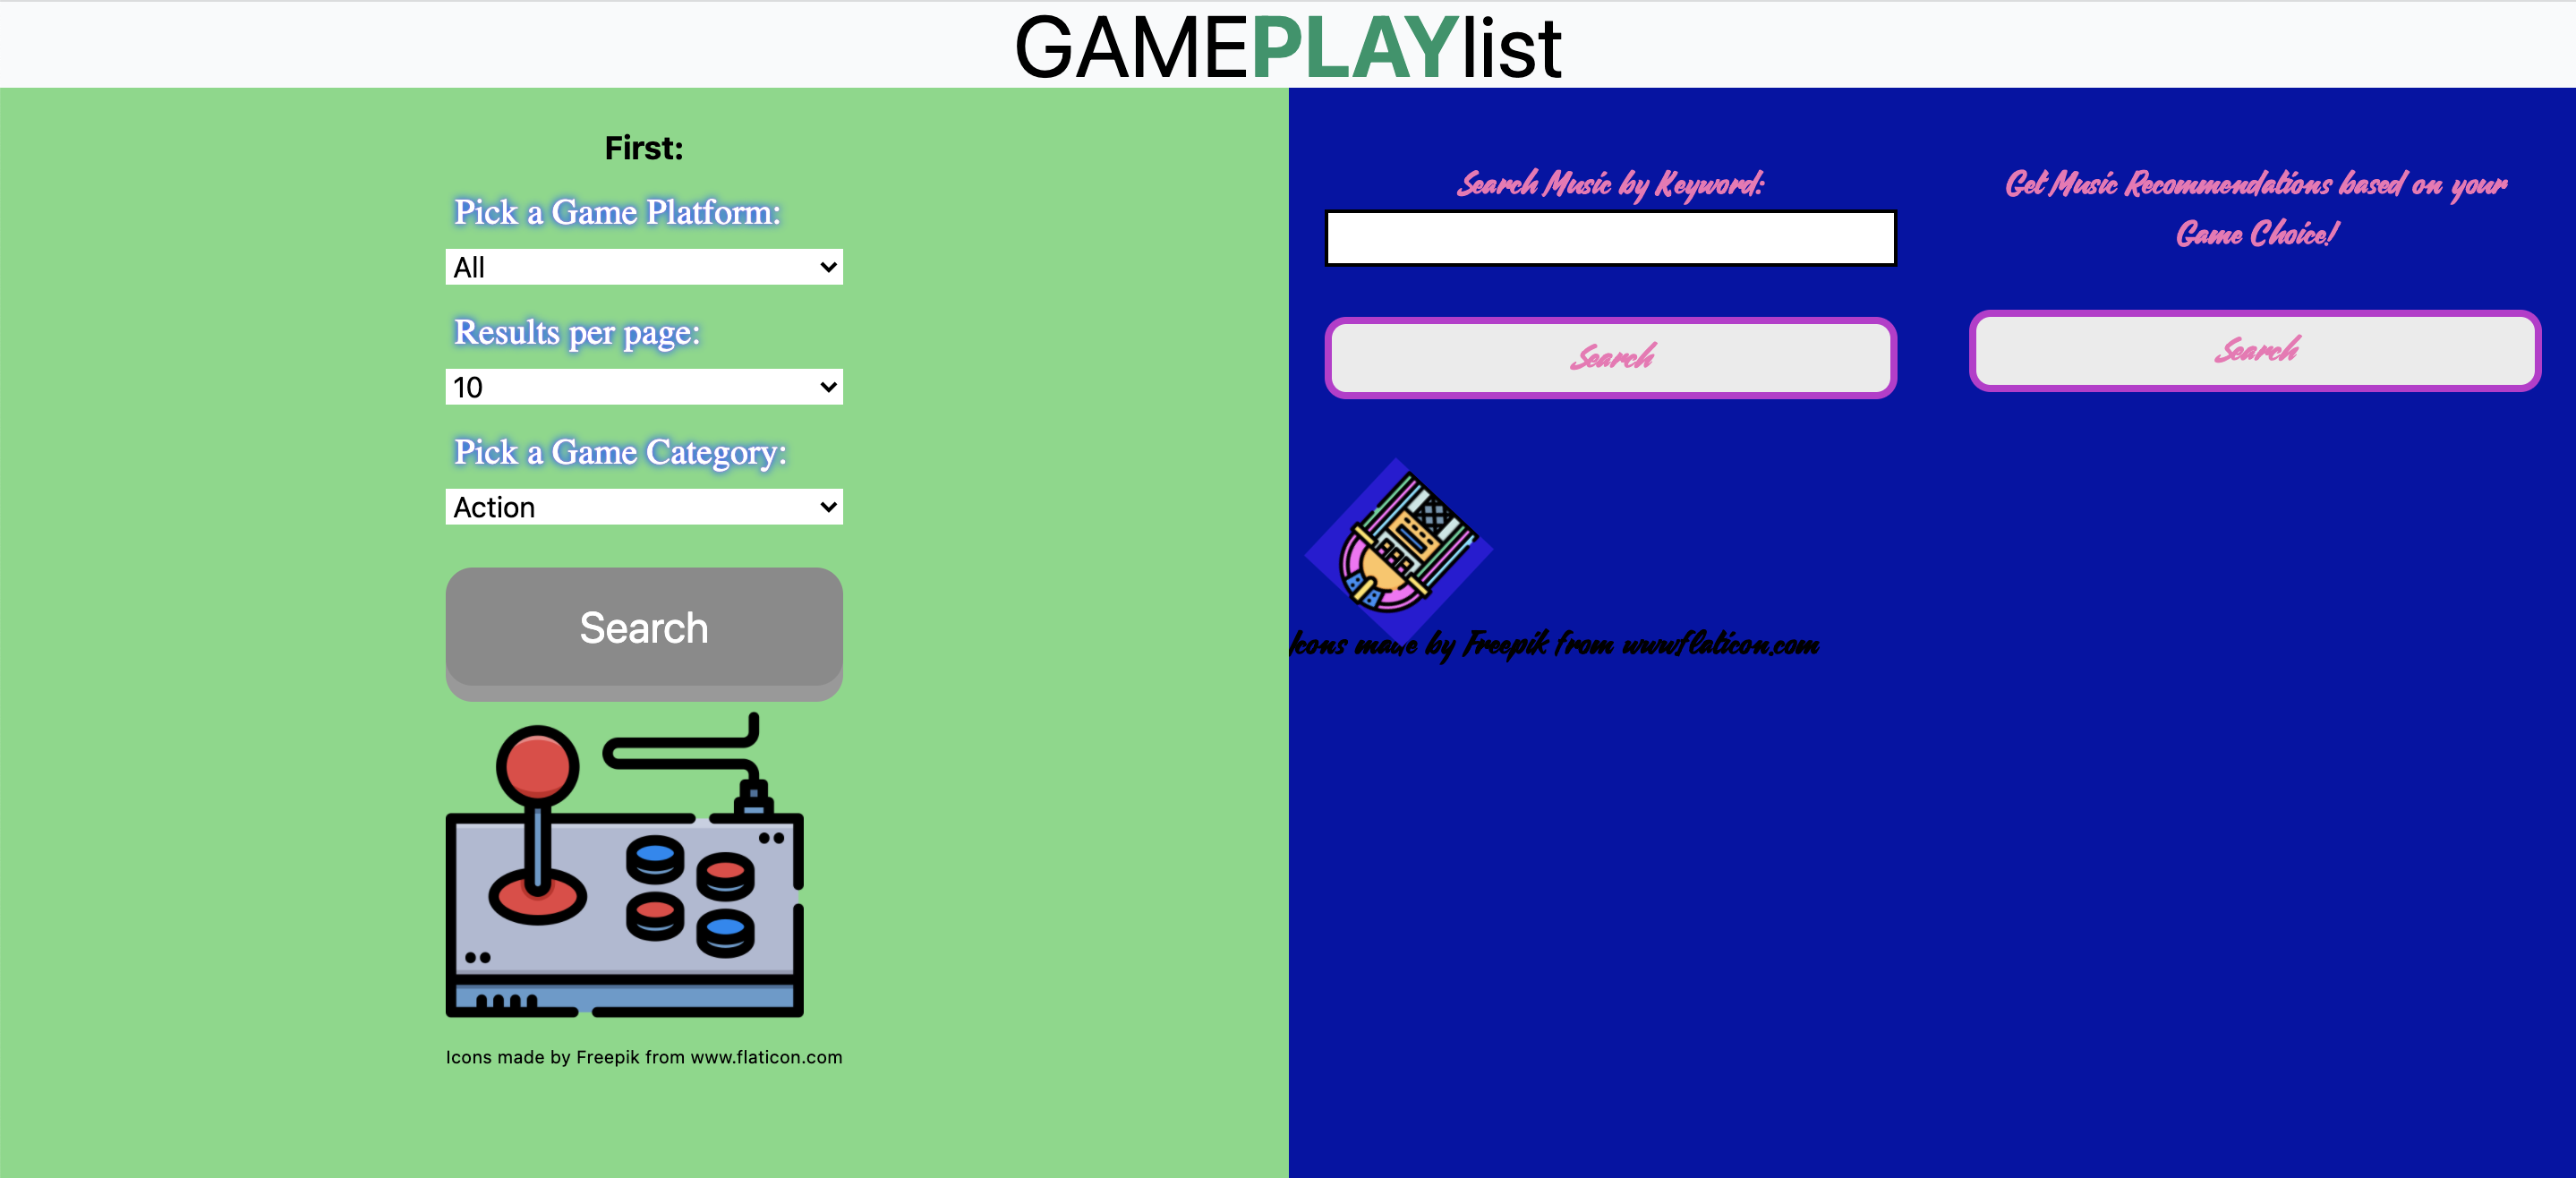 GAMEPLAYlist
First:
Pick a Game Platform:
All
Results per page:
10
Pick a Game Category:
Action
Search
Icons made by Freepik from www.flaticon.com
Search Music by Keyword:
Search
Get Music Recommendations based on your
Game Choice!
Search
Icons made by Freepik from www.flaticon.com